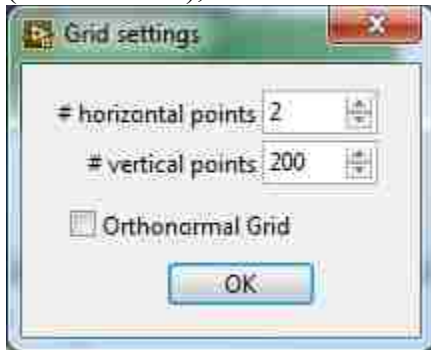 Grid settings
# horizontal points 2
# vertical points 200
Orthonormal Grid
OK